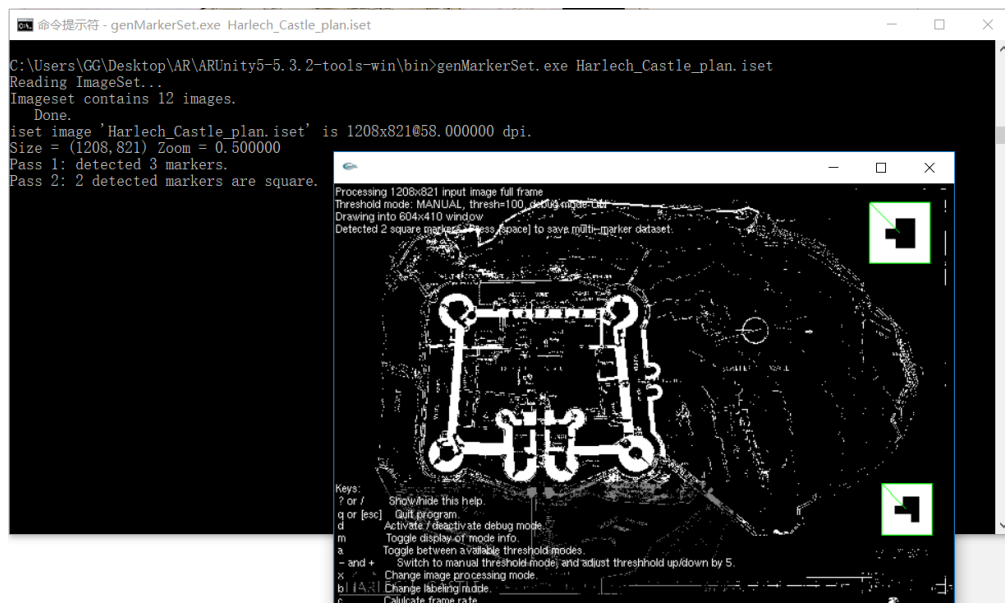 命令提示符 - genMarkerSet.exe  Harlech_Castle_plan.iset
C:\Users\GG\Desktop\AR\ARUnity5-5.3.2-tools-win\bin>genMarkerSet.exe Harlech_Castle_plan.iset
Reading ImageSet...
Imageset contains 12 images.
   Done.
iset image 'Harlech_Castle_plan.iset' is 1208x821@58.000000 dpi.
Size = (1208,821) Zoom = 0.500000
Pass 1: detected 3 markers.
Pass 2: 2 detected markers are square.
Processing 1208x821 input image full frame
Threshold mode: MANUAL, thresh=100, debug mode
Drawing into 604x410 window
Detected 2 square markers. Press [space] to save multi-marker dataset.
Keys:
? or /     Show/hide this help.
q or [esc]     Quit program.
d     Activate / deactivate debug mode.
m     Toggle display of mode info.
a     Toggle between available threshold modes.
- and +     Switch to manual threshold mode, and adjust threshhold up/down by 5.
x     Change image processing mode.
b     Change labeling mode.
c     Calulcate frame rate.